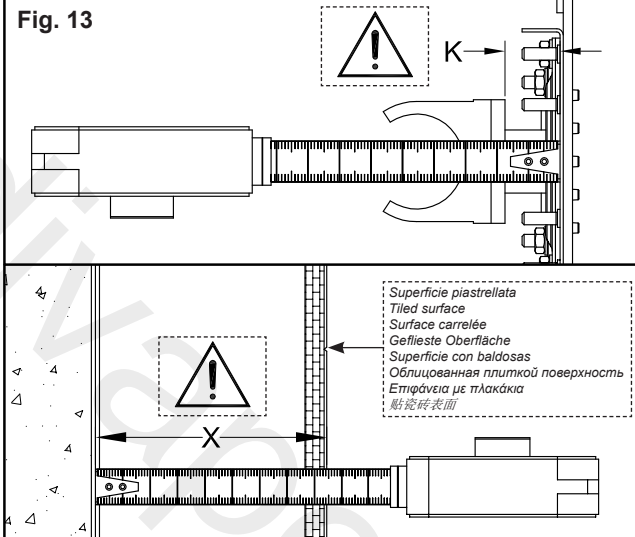 Fig. 13
K
Superficie piastrellata
Tiled surface
Surface carrelée
Geflieste Oberfläche
Superficie con baldosas
Облицованная плиткой поверхность
Επιφάνεια με πλακάκια
贴瓷砖表面
X